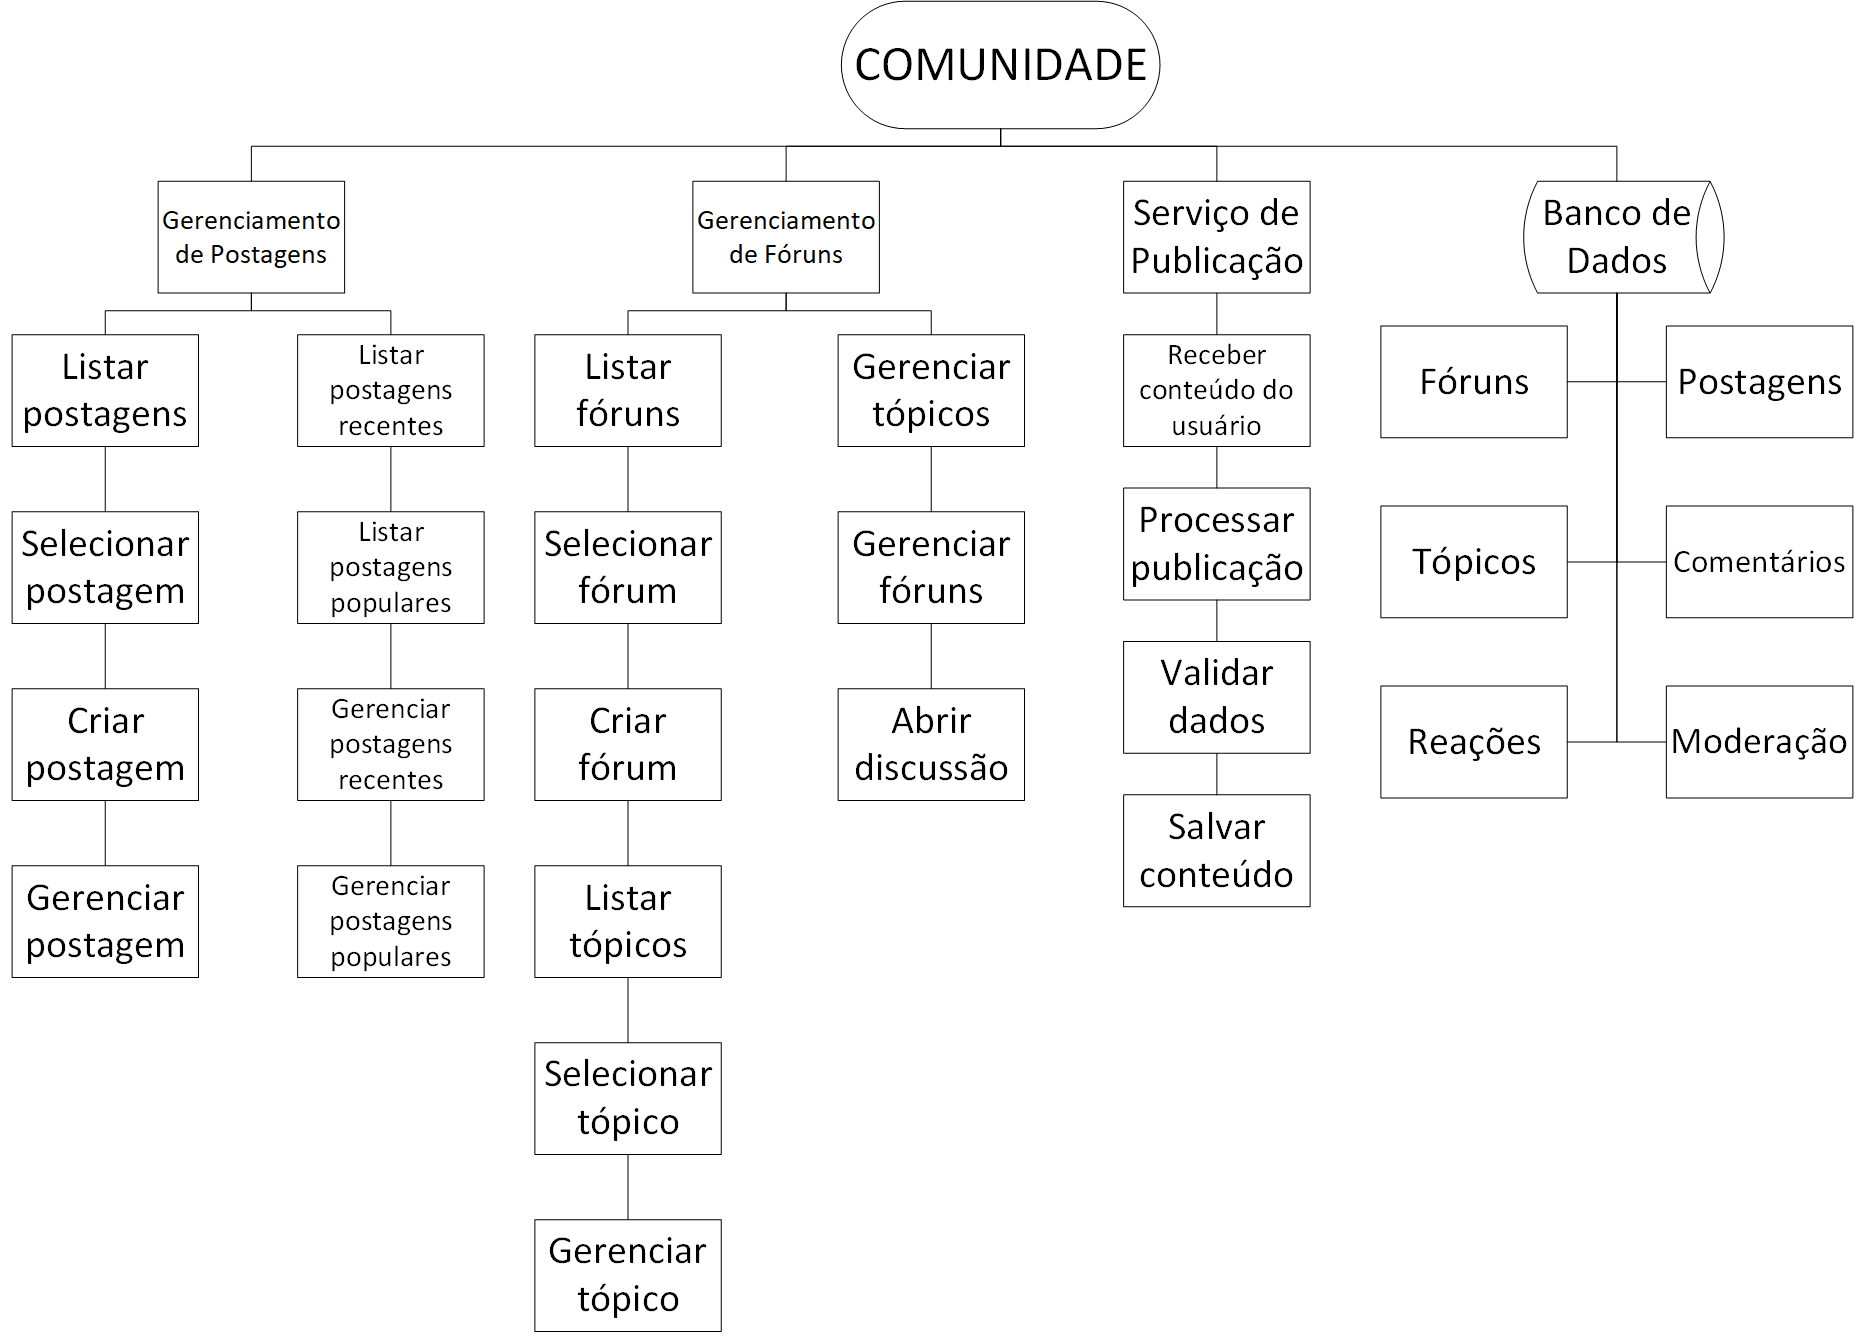 COMUNIDADE
Gerenciamento
de Postagens
Listar
postagens
Selecionar
postagem
Criar
postagem
Gerenciar
postagem
Listar
postagens
recentes
Listar
postagens
populares
Gerenciar
postagens
recentes
Gerenciar
postagens
populares
Gerenciamento
de Fóruns
Listar
fóruns
Selecionar
fórum
Criar
fórum
Listar
tópicos
Selecionar
tópico
Gerenciar
tópico
Gerenciar
tópicos
Gerenciar
fóruns
Abrir
discussão
Serviço de
Publicação
Receber
conteúdo do
usuário
Processar
publicação
Validar
dados
Salvar
conteúdo
Banco de
Dados
Fóruns
Postagens
Tópicos
Comentários
Reações
Moderação